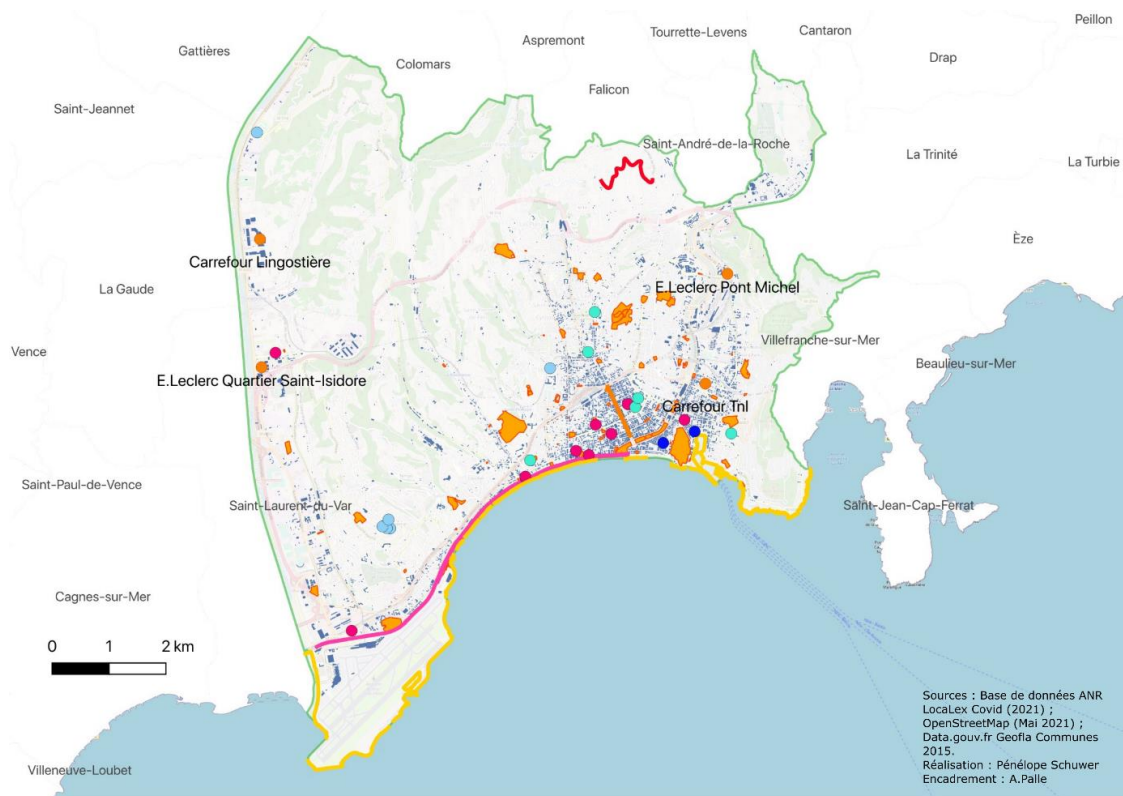 Peillon
Tourrette-Levens
Cantaron
Aspremont
Gattières
Colomars
Drap
Falicon
Saint-Jeannet
Saint-André-de-la-Roche
La Trinité
La Turbie
Èze
Carrefour Lingostière
La Gaude
E.Leclerc Pont Michel
Villefranche-sur-Mer
Vence
Beaulieu-sur-Mer
E.Leclerc Quartier Saint-Isidore
Carrefour Tnl
Saint-Paul-de-Vence
Saint-Laurent-du-Var
Saint-Jean-Cap-Ferrat
Cagnes-sur-Mer
0 1 2 km
Sources : Base de données ANR
LocaLex Covid (2021) ;
OpenStreetMap (Mai 2021) ;
Data.gouv.fr Geofla Communes
2015.
Réalisation : Pénélope Schuwer
Encadrement : A.Palle
Villeneuve-Loubet